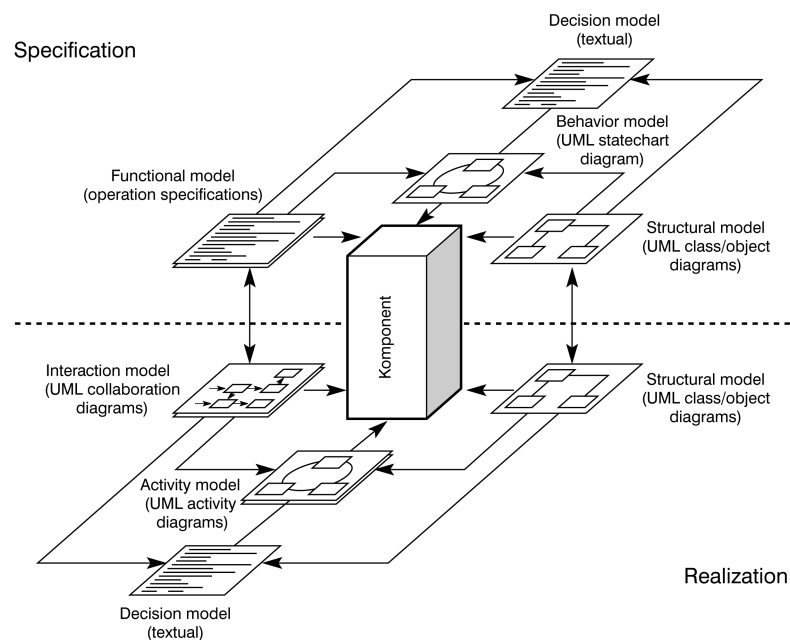 Decision model
(textual)
Specification
Behavior model
(UML statechart
diagram)
Functional model
(operation specifications)
Structural model
(UML class/object
diagrams)
Komponent
Interaction model
(UML collaboration
diagrams)
Structural model
(UML class/object
diagrams)
Activity model
(UML activity
diagrams)
Realization
Decision model
(textual)